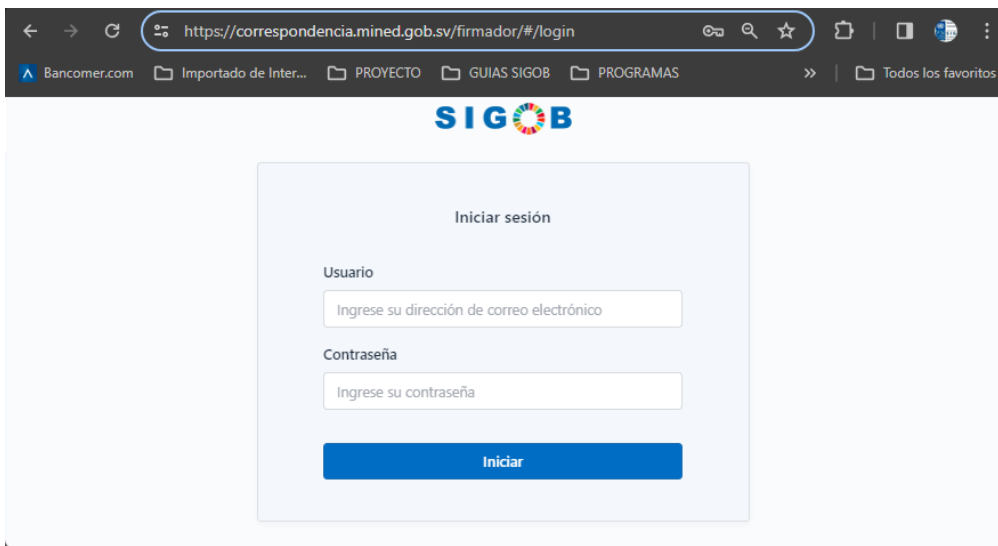 https://correspondencia.mined.gob.sv/firmador/#/login
Bancomer.com Importado de Inter... PROYECTO GUIAS SIGOB PROGRAMAS » Todos los favoritos
SIGOB
Iniciar sesión
Usuario
Ingrese su dirección de correo electrónico
Contraseña
Ingrese su contraseña
Iniciar